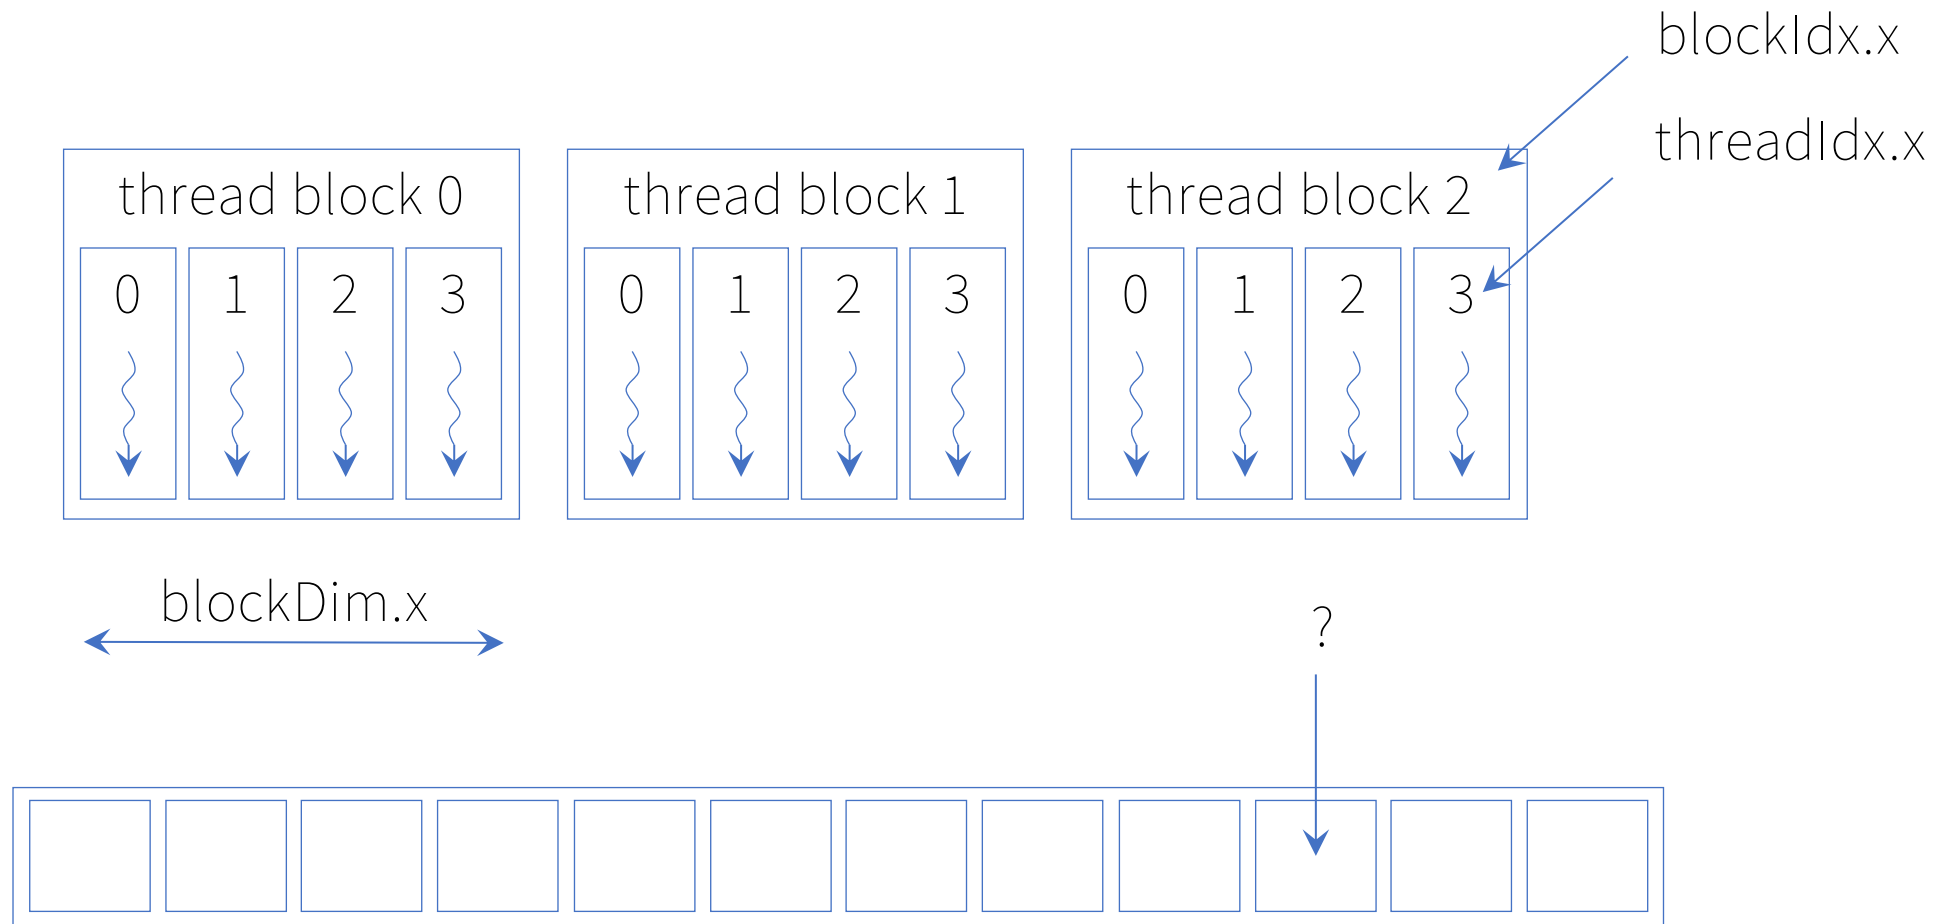 blockIdx.x
threadIdx.x
thread block 0
0 1 2 3
thread block 1
0 1 2 3
thread block 2
0 1 2 3
blockDim.x
?